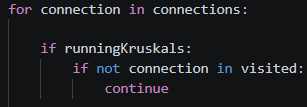 for connection in connections:
if runningKruskals:
if not connection in visited:
continue